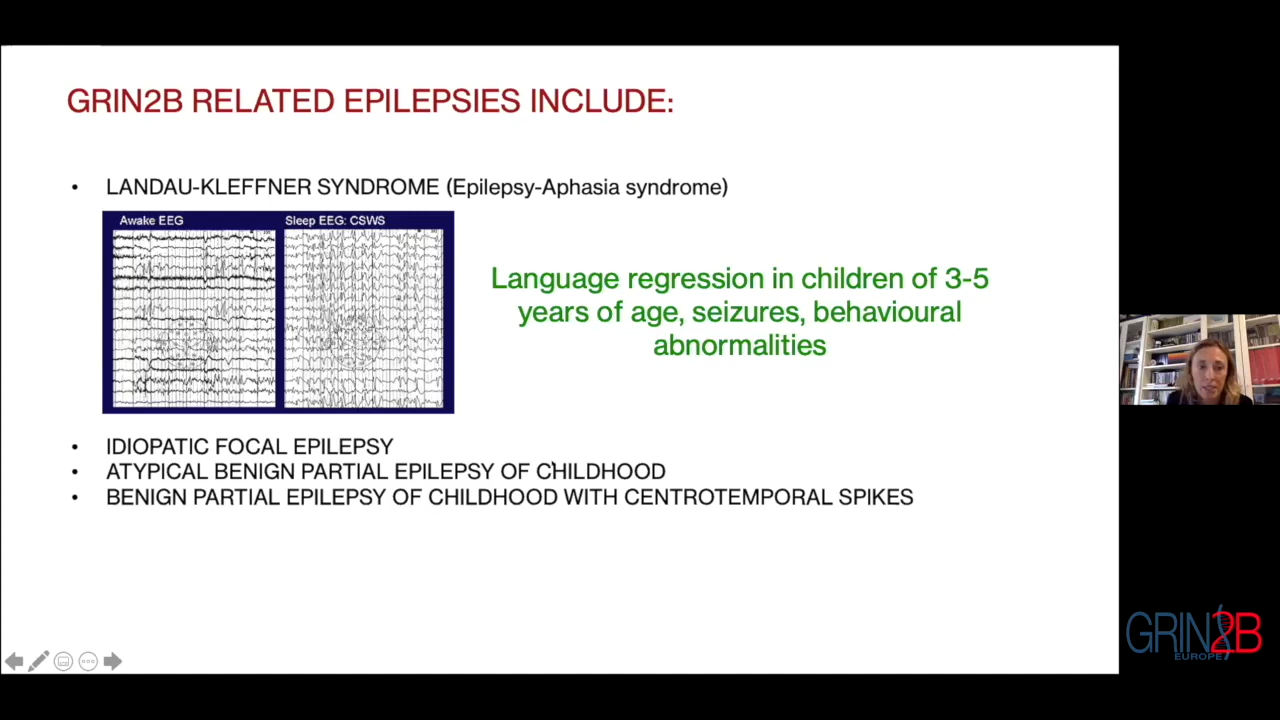 GRIN2B RELATED EPILEPSIES INCLUDE:
• LANDAU-KLEFFNER SYNDROME (Epilepsy-Aphasia syndrome)
Awake EEG
Sleep EEG: CSWS
Language regression in children of 3-5
years of age, seizures, behavioural
abnormalities
• IDIOPATIC FOCAL EPILEPSY
• ATYPICAL BENIGN PARTIAL EPILEPSY OF CHILDHOOD
• BENIGN PARTIAL EPILEPSY OF CHILDHOOD WITH CENTROTEMPORAL SPIKES
GRIN2B
EUROPE